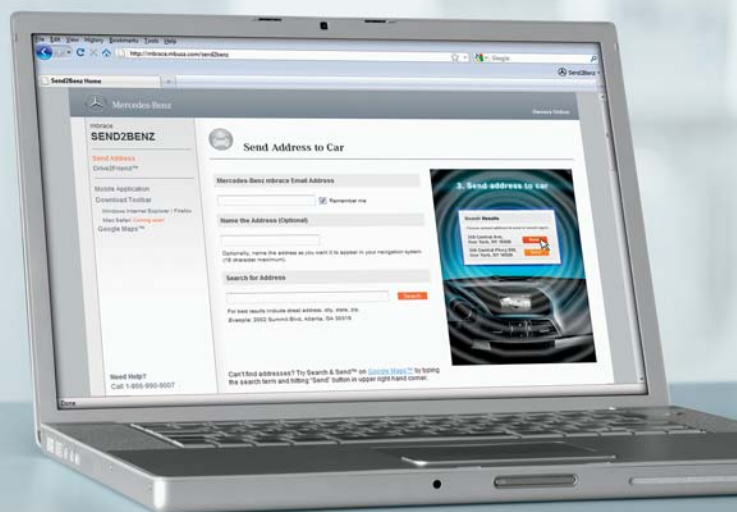 File Edit View History Bookmarks Tools Help
http://mbrace.mbusa.com/send2benz
Google
Send2Benz
Send2Benz Home
Mercedes-Benz
Owners Online
mbrace
SEND2BENZ
Send Address
Drive2Friend™
Mobile Application
Download Toolbar
Windows Internet Explorer / Firefox
Mac Safari Coming soon!
Google Maps™
Need Help?
Call 1-866-990-9007
Send Address to Car
Mercedes-Benz mbrace Email Address
Remember me
Name the Address (Optional)
Optionally, name the address as you want it to appear in your navigation system
(18 character maximum).
Search for Address
Search
For best results include street address, city, state, zip.
Example: 2002 Summit Blvd, Atlanta, GA 30319
Can't find addresses? Try Search & Send™ on Google Maps™ by typing
the search term and hitting "Send" button in upper right hand corner.
3. Send address to car
Search Results
Send
New York, NY
Send
New York, NY
Done